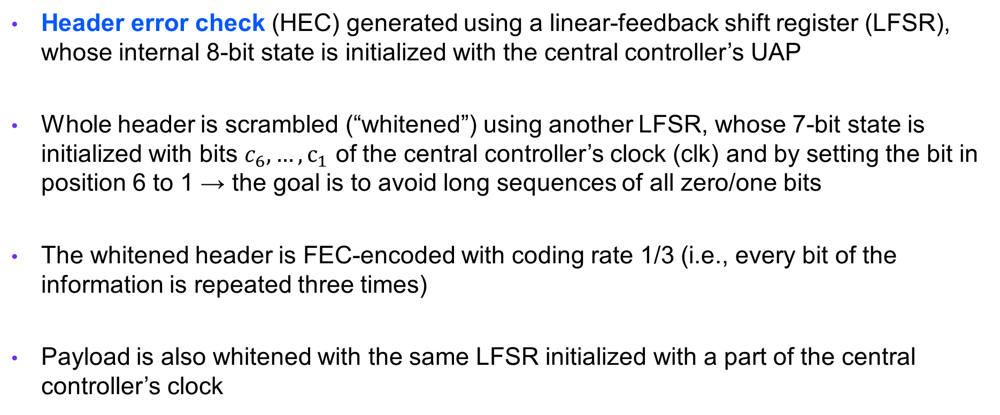 • Header error check (HEC) generated using a linear-feedback shift register (LFSR),
whose internal 8-bit state is initialized with the central controller’s UAP
• Whole header is scrambled (“whitened”) using another LFSR, whose 7-bit state is
initialized with bits c₆, … , c₁ of the central controller’s clock (clk) and by setting the bit in
position 6 to 1 → the goal is to avoid long sequences of all zero/one bits
• The whitened header is FEC-encoded with coding rate 1/3 (i.e., every bit of the
information is repeated three times)
• Payload is also whitened with the same LFSR initialized with a part of the central
controller’s clock